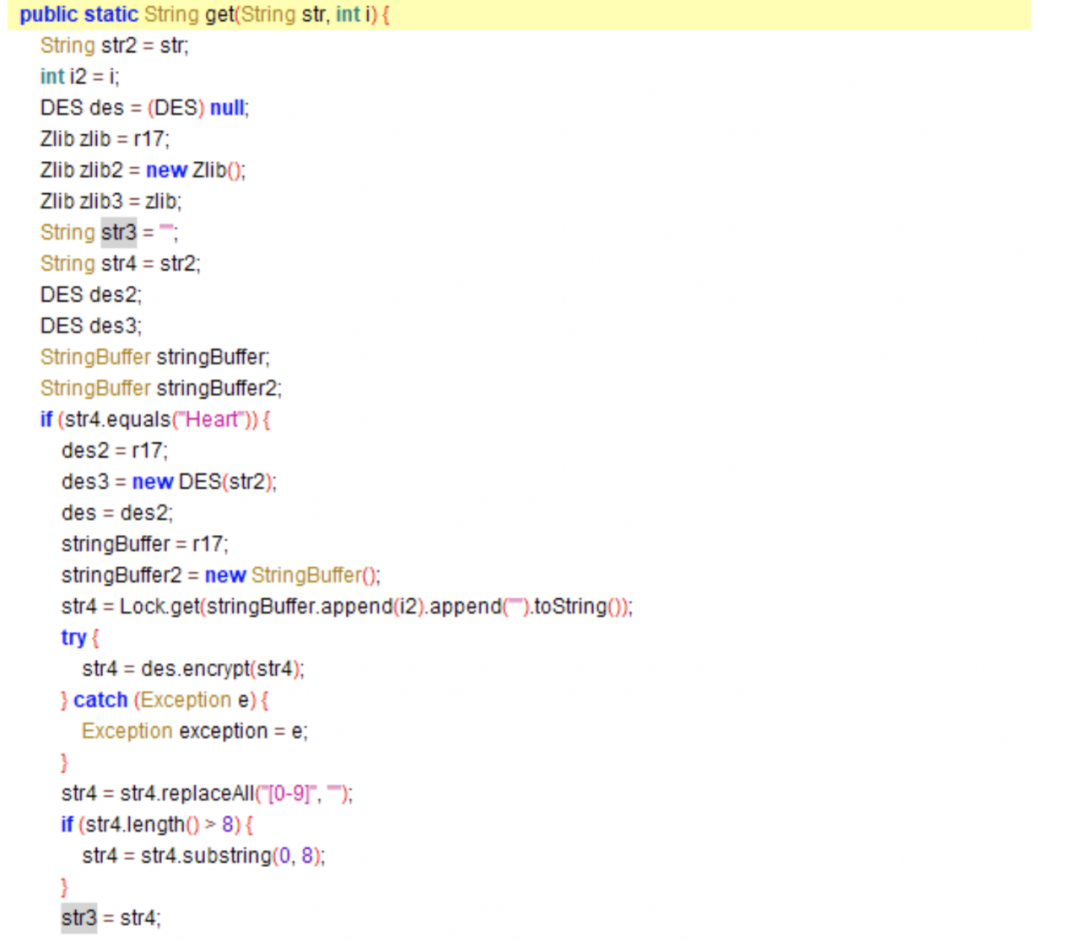 public static String get(String str, int i) {
String str2 = str;
int i2 = i;
DES des = (DES) null;
Zlib zlib = r17;
Zlib zlib2 = new Zlib();
Zlib zlib3 = zlib;
String str3 = "";
String str4 = str2;
DES des2;
DES des3;
StringBuffer stringBuffer;
StringBuffer stringBuffer2;
if (str4.equals("Heart")) {
des2 = r17;
des3 = new DES(str2);
des = des2;
stringBuffer = r17;
stringBuffer2 = new StringBuffer();
str4 = Lock.get(stringBuffer.append(i2).append("").toString());
try {
str4 = des.encrypt(str4);
} catch (Exception e) {
Exception exception = e;
}
str4 = str4.replaceAll("[0-9]", "");
if (str4.length() > 8) {
str4 = str4.substring(0, 8);
}
str3 = str4;